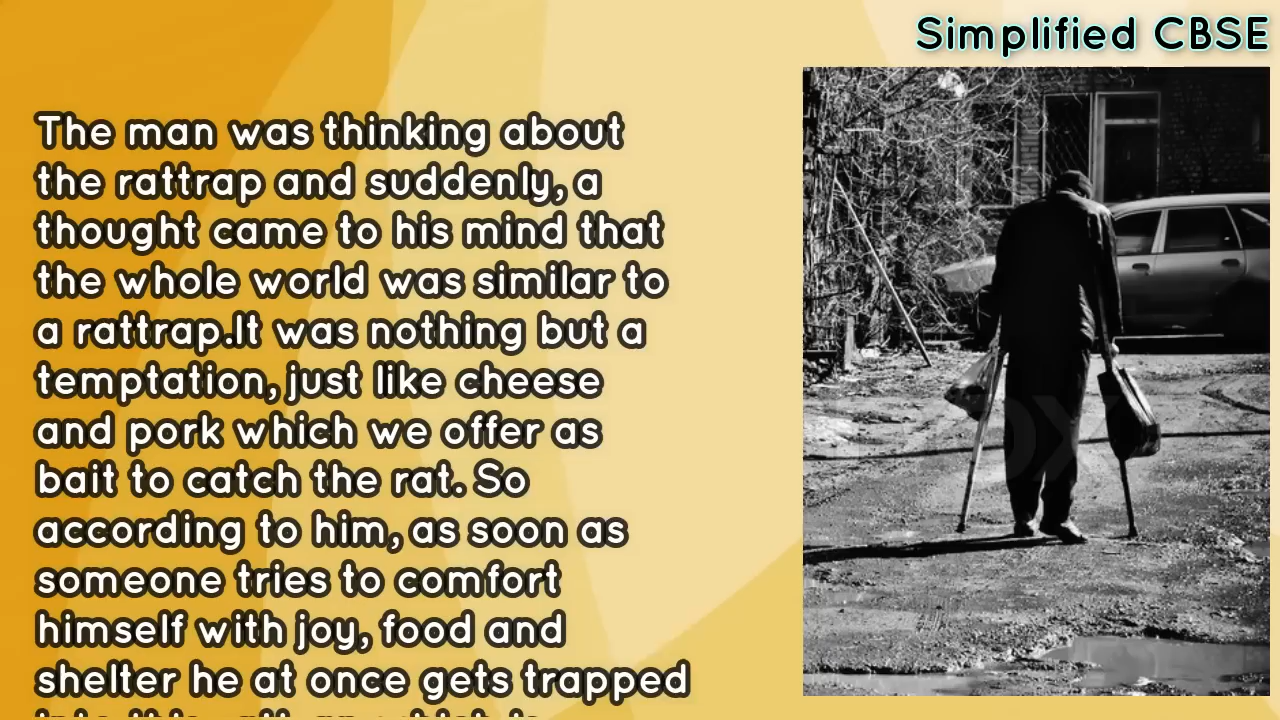 Simplified CBSE
The man was thinking about
the rattrap and suddenly, a
thought came to his mind that
the whole world was similar to
a rattrap.It was nothing but a
temptation, just like cheese
and pork which we offer as
bait to catch the rat. So
according to him, as soon as
someone tries to comfort
himself with joy, food and
shelter he at once gets trapped